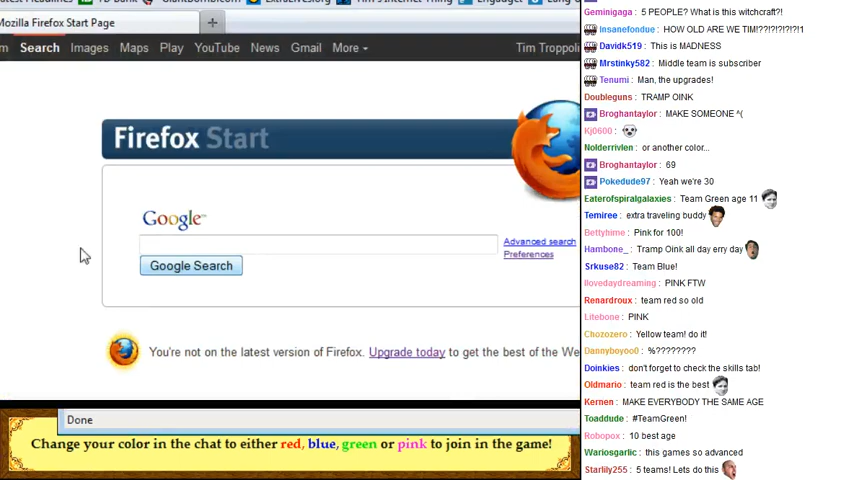 Mozilla Firefox Start Page
Search Images Maps Play YouTube News Gmail More Tim Troppoli
Firefox Start
Google™
Advanced search
Preferences
Google Search
You're not on the latest version of Firefox. Upgrade today to get the best of the We
Done
Change your color in the chat to either red, blue, green or pink to join in the game!
Geminigaga : 5 PEOPLE? What is this witchcraft?!
Insanefoodue : HOW OLD ARE WE TIM!??!?!?!?!?!1
Davidk519 : This is MADNESS
Mrstinky582 : Middle team is subscriber
Tenumi : Man, the upgrades!
Doubleguns : TRAMP OINK
Broghantaylor : MAKE SOMEONE ^(
Kj0600 :
Nolderrivlen : or another color...
Broghantaylor : 69
Pokedude97 : Yeah we're 30
Eaterofspiralgalaxies : Team Green age 11
Temiree : extra traveling buddy
Bettyhime : Pink for 100!
Hambone_ : Tramp Oink all day erry day
Srkuse82 : Team Blue!
Ilovedaydreaming : PINK FTW
Renardroux : team red so old
Litebone : PINK
Chozozero : Yellow team! do it!
Dannyboyoo0 : %????????
Doinkies : don't forget to check the skills tab!
Oldmario : team red is the best
Kernen : MAKE EVERYBODY THE SAME AGE
Toaddude : #TeamGreen!
Robopox : 10 best age
Wariosgarlic : this games so advanced
Starlily255 : 5 teams! Lets do this